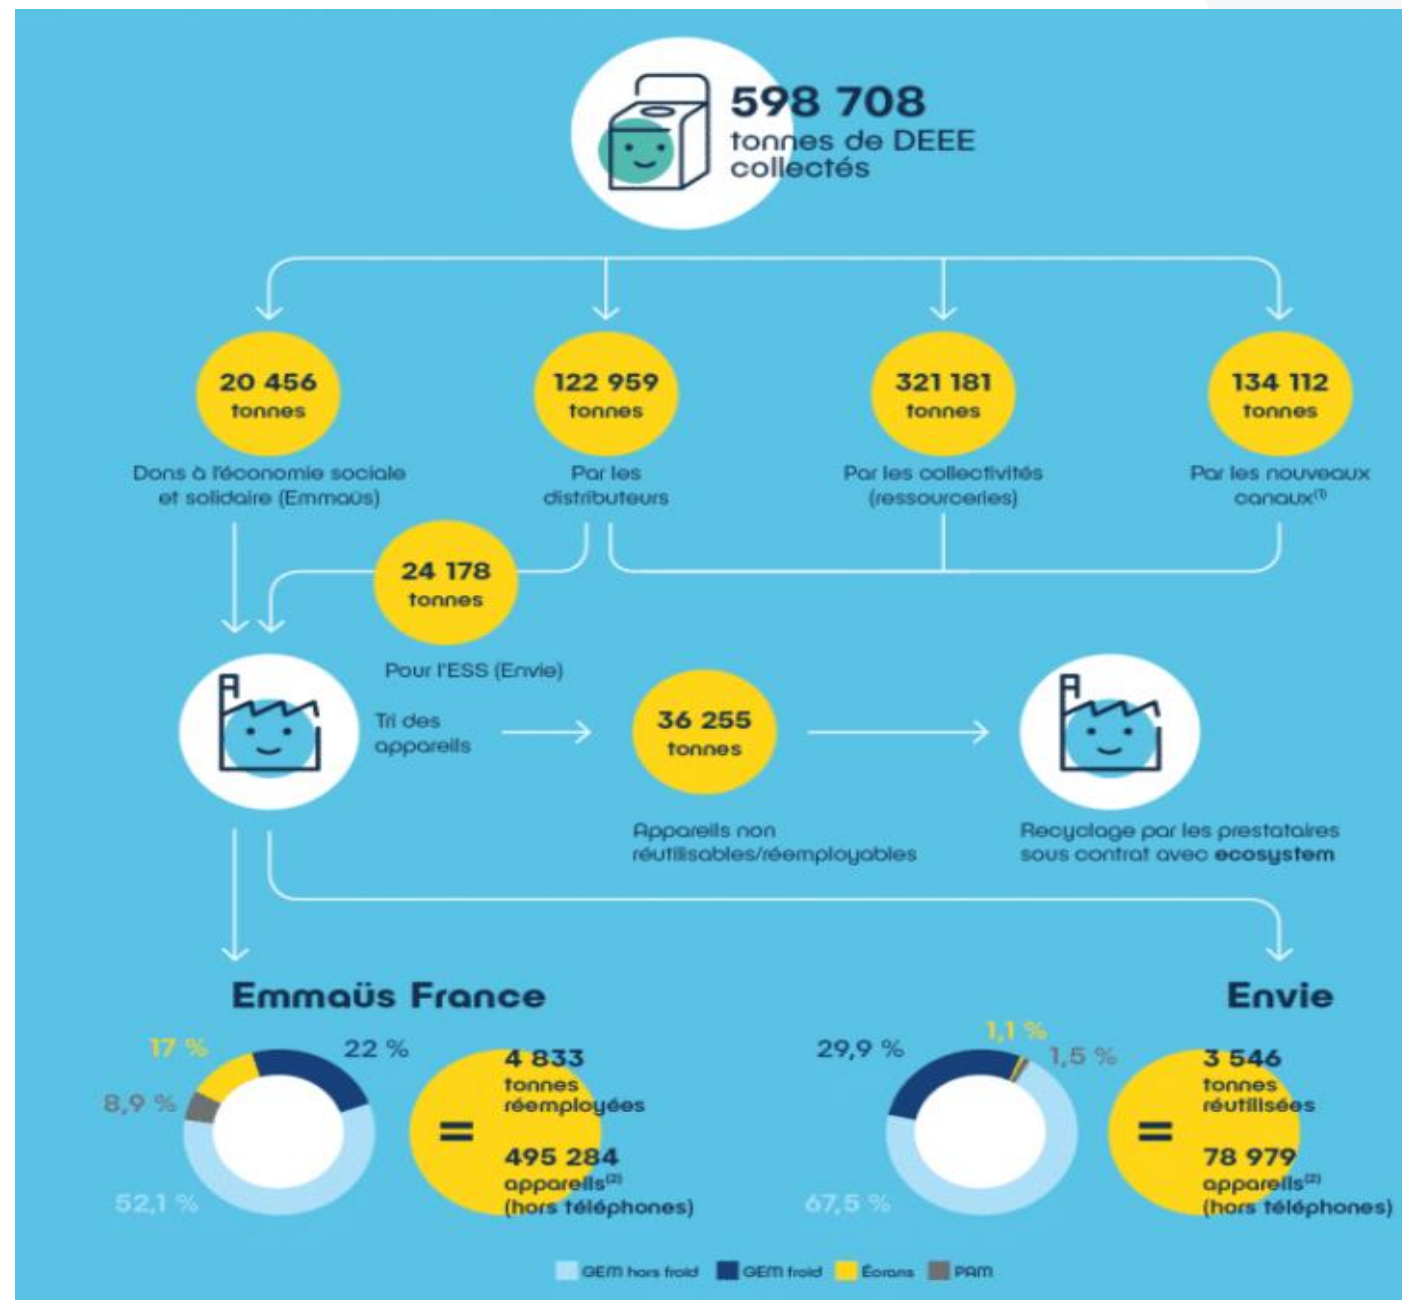 598 708
tonnes de DEEE
collectés
20 456
tonnes
Dons à l'économie sociale
et solidaire (Emmaüs)
122 959
tonnes
Par les
distributeurs
321 181
tonnes
Par les collectivités
(ressourceries)
134 112
tonnes
Par les nouveaux
canaux(1)
24 178
tonnes
Pour l'ESS (Envie)
Tri des
appareils
36 255
tonnes
Appareils non
réutilisables/réemployables
Recyclage par les prestataires
sous contrat avec ecosystem
Emmaüs France
17 %
22 %
8,9 %
52,1 %
=
4 833
tonnes
réemployées
495 284
appareils(2)
(hors téléphones)
Envie
1,1 %
29,9 %
1,5 %
67,5 %
=
3 546
tonnes
réutilisées
78 979
appareils(2)
(hors téléphones)
GEM hors froid GEM froid Écrans PAM